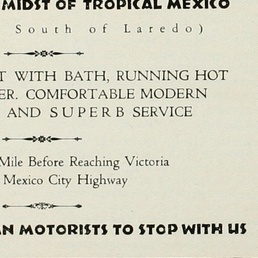 MIDST OF TROPICAL MEXICO
South of Laredo)
T WITH BATH, RUNNING HOT
ER. COMFORTABLE MODERN
AND SUPERB SERVICE
Mile Before Reaching Victoria
Mexico City Highway
AN MOTORISTS TO STOP WITH US